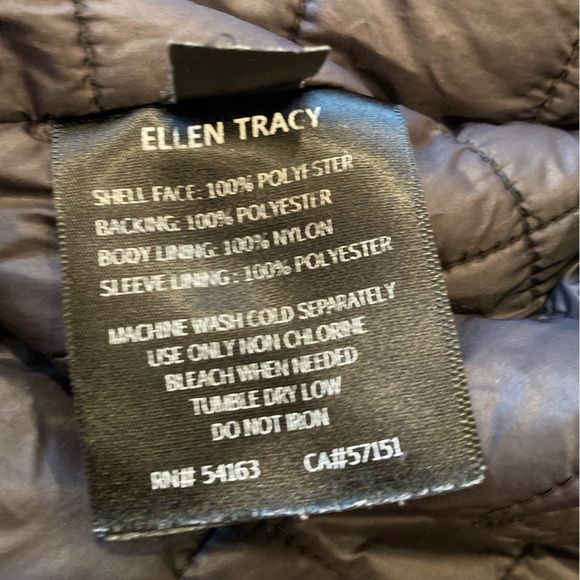 ELLEN TRACY
SHELL FACE: 100% POLYESTER
BACKING: 100% POLYESTER
BODY LINING: 100% NYLON
SLEEVE LINING : 100% POLYESTER
MACHINE WASH COLD SEPARATELY
USE ONLY NON CHLORINE
BLEACH WHEN NEEDED
TUMBLE DRY LOW
DO NOT IRON
RN# 54163 CA#57151